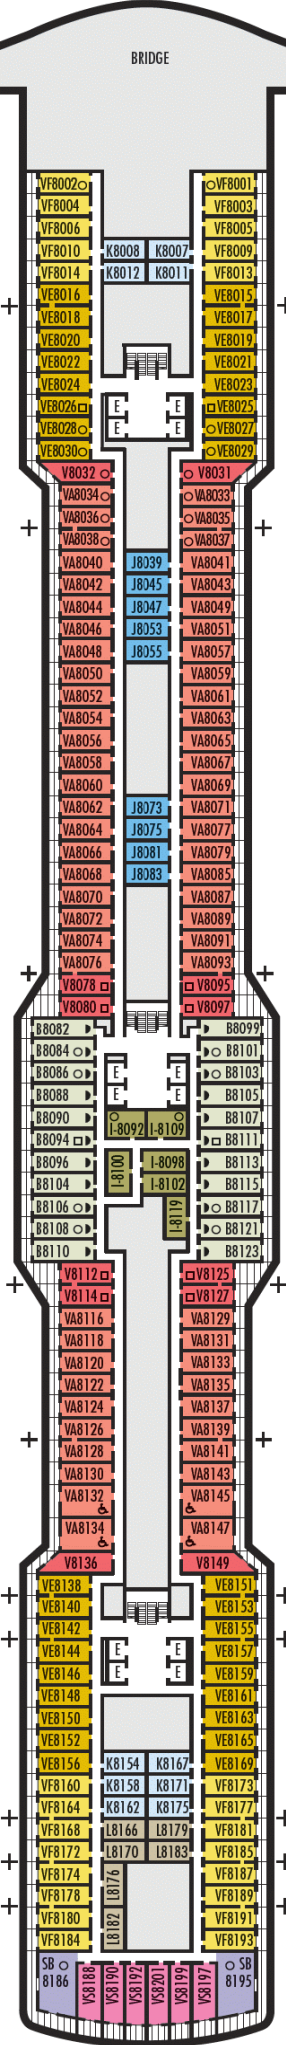 BRIDGE
VF8002 VF8001
VF8004 VF8003
VF8006 VF8005
VF8010 K8008 K8007 VF8009
VF8014 K8012 K8011 VF8013
VE8016 VE8015
VE8018 VE8017
VE8020 VE8019
VE8022 VE8021
VE8024 VE8023
VE8026 E E VE8025
VE8028 E E VE8027
VE8030 VE8029
V8032 V8031
VA8034 VA8033
VA8036 VA8035
VA8038 VA8037
VA8040 J8039 VA8041
VA8042 J8045 VA8043
VA8044 J8047 VA8049
VA8046 J8053 VA8051
VA8048 J8055 VA8057
VA8050 VA8059
VA8052 VA8061
VA8054 VA8063
VA8056 VA8065
VA8058 VA8067
VA8060 VA8069
VA8062 J8073 VA8071
VA8064 J8075 VA8077
VA8066 J8081 VA8079
VA8068 J8083 VA8085
VA8070 VA8087
VA8072 VA8089
VA8074 VA8091
VA8076 VA8093
V8078 V8095
V8080 V8097
B8082 B8099
B8084 B8101
B8086 E E B8103
B8088 E E B8105
B8090 I-8092 I-8109 B8107
B8094 B8111
B8096 I-8100 I-8098 B8113
B8104 I-8102 B8115
B8106 I-8119 B8117
B8108 B8121
B8110 B8123
V8112 V8125
V8114 V8127
VA8116 VA8129
VA8118 VA8131
VA8120 VA8133
VA8122 VA8135
VA8124 VA8137
VA8126 VA8139
VA8128 VA8141
VA8130 VA8143
VA8132 VA8145
VA8134 VA8147
V8136 V8149
VE8138 VE8151
VE8140 VE8153
VE8142 VE8155
VE8144 E E VE8157
VE8146 E E VE8159
VE8148 VE8161
VE8150 VE8163
VE8152 VE8165
VE8156 K8154 K8167 VE8169
VF8160 K8158 K8171 VF8173
VF8164 K8162 K8175 VF8177
VF8168 L8166 L8179 VF8181
VF8172 L8170 L8183 VF8185
VF8174 L8176 VF8187
VF8178 VF8189
VF8180 L8182 VF8191
VF8184 VF8193
SB 8186 VS8188 VS8190 VS8192 VS8201 VS8199 VS8197 SB 8195